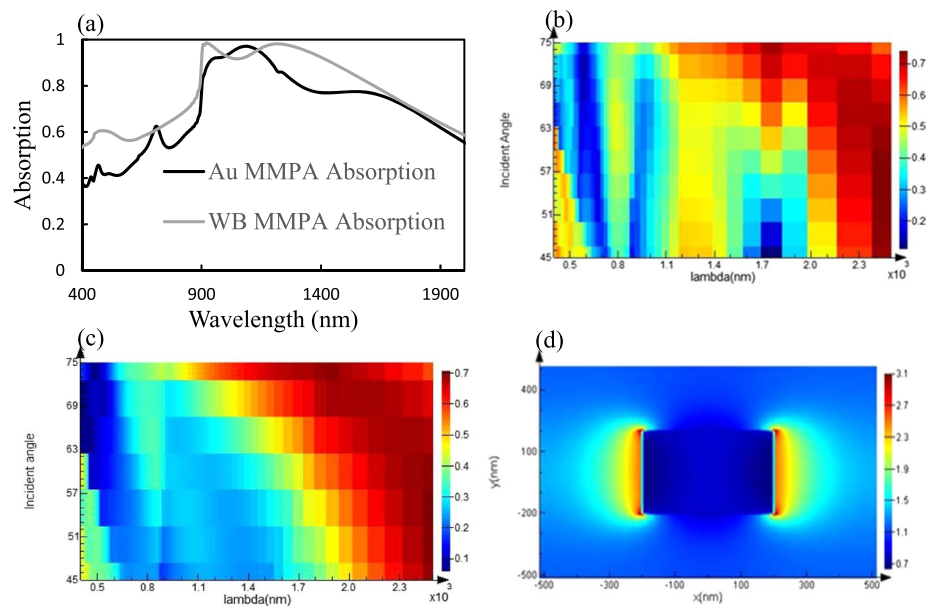 (a)
1
0.8
0.6
0.4
0.2
0
Absorption
Au MMPA Absorption
WB MMPA Absorption
400 900 1400 1900
Wavelength (nm)
(b)
75
69
63
57
51
45
Incident Angle
0.5 0.8 1.1 1.4 1.7 2.0 2.3
lambda(nm)
x10 3
0.7
0.6
0.5
0.4
0.3
0.2
(c)
75
69
63
57
51
45
Incident angle
0.5 0.8 1.1 1.4 1.7 2.0 2.3
lambda(nm)
x10 3
0.7
0.6
0.5
0.4
0.3
0.2
0.1
(d)
400
100
-200
-500
y(nm)
-500 -300 -100 100 300 500
x(nm)
3.1
2.7
2.3
1.9
1.5
1.1
0.7